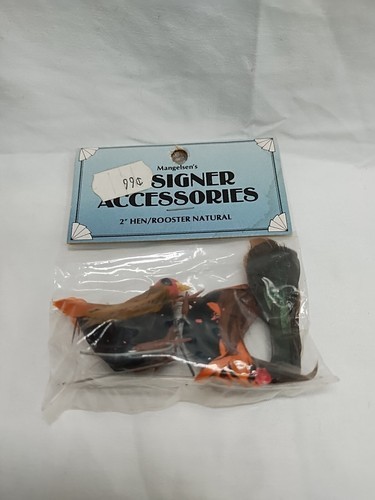 Mangelsen's
99¢
SIGNER
ACCESSORIES
2" HEN/ROOSTER NATURAL